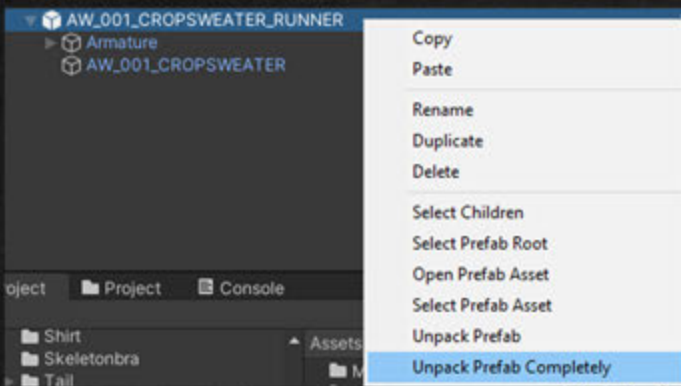 AW_001_CROPSWEATER_RUNNER
Armature
AW_001_CROPSWEATER
Copy
Paste
Rename
Duplicate
Delete
Select Children
Select Prefab Root
Open Prefab Asset
Select Prefab Asset
Unpack Prefab
Unpack Prefab Completely
roject
Project
Console
Shirt
Skeletonbra
Tail
Assets
M